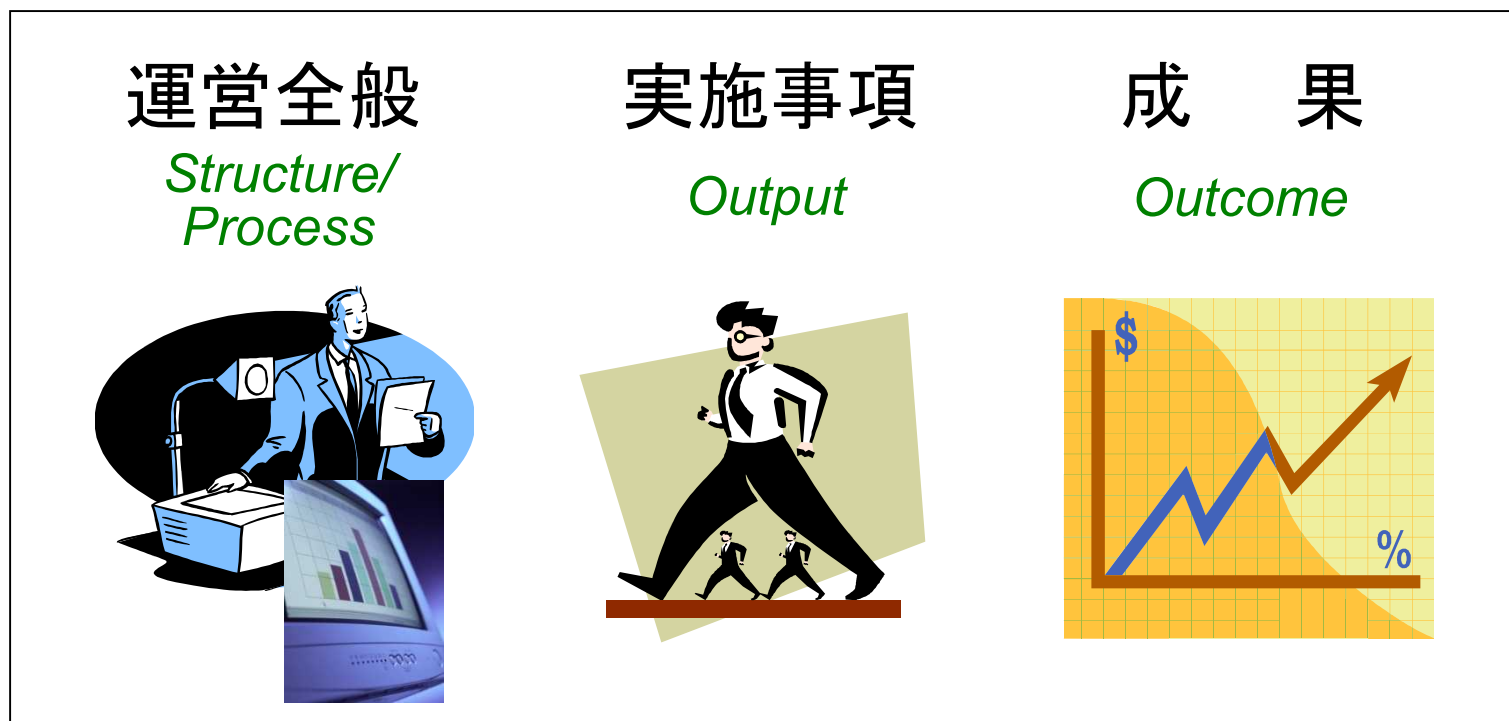 運営全般
Structure/
Process
実施事項
Output
成　果
Outcome
$
%